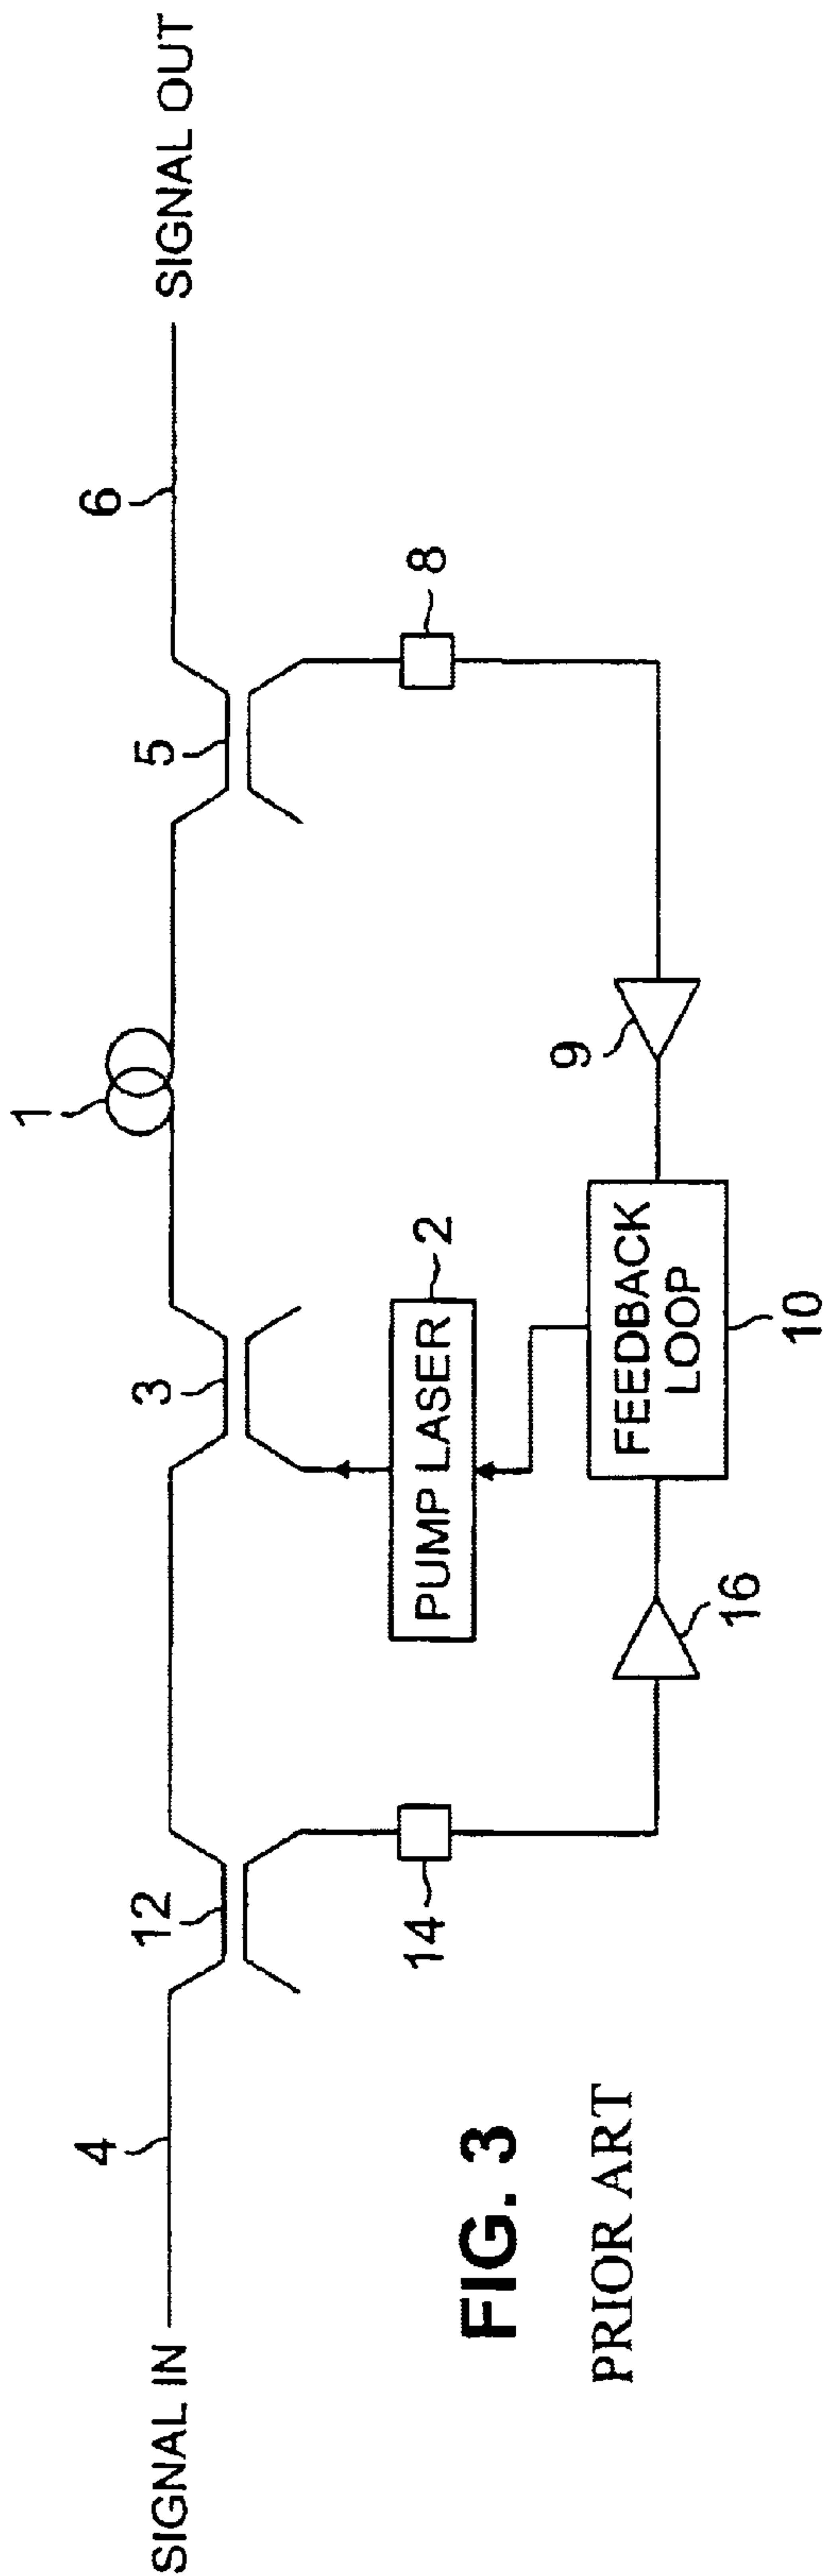 SIGNAL IN
4
12
3
1
5
6
SIGNAL OUT
14
PUMP LASER
2
8
16
FEEDBACK
LOOP
10
9
FIG. 3
PRIOR ART